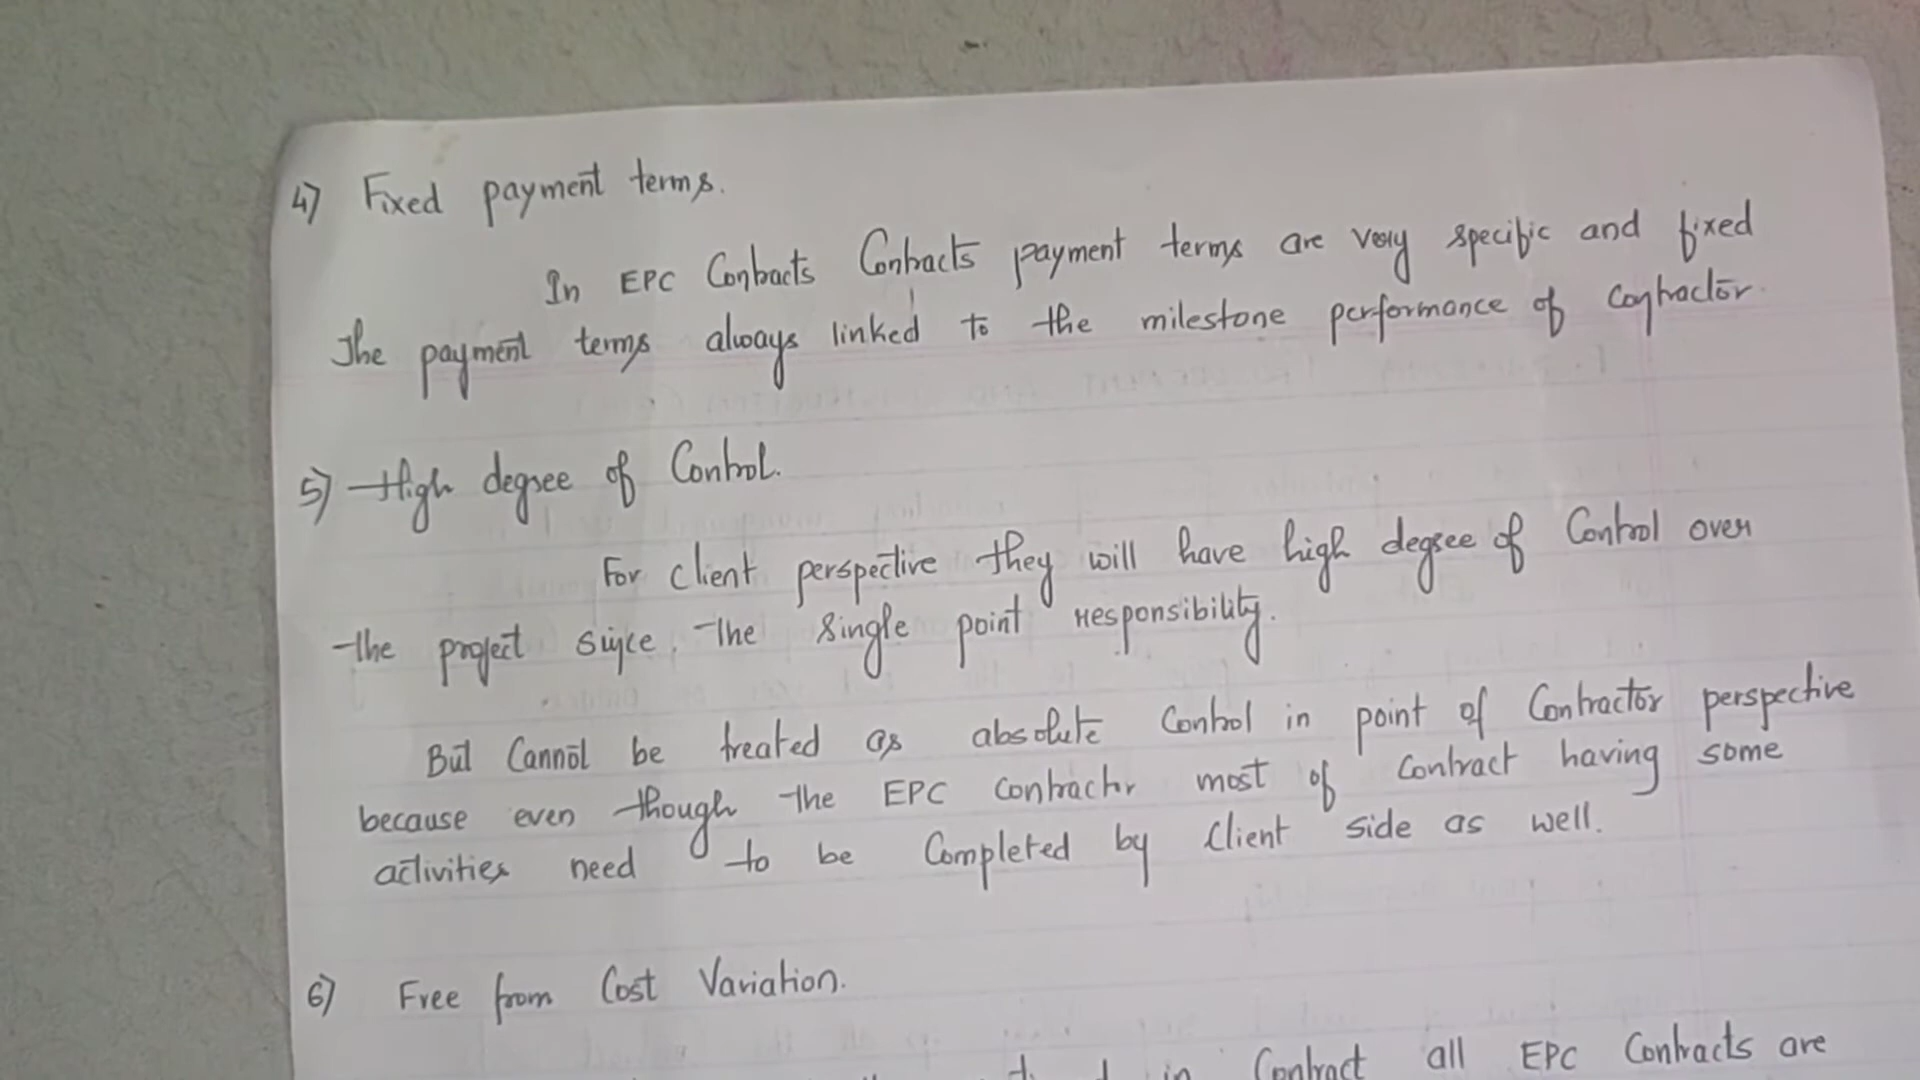 4) Fixed payment terms.
In EPC Contracts Contracts payment terms are very specific and fixed
The payment terms always linked to the milestone performance of contractor.
5) High degree of Control.
For client perspective they will have high degree of Control over
the project since, the single point responsibility.
But Cannot be treated as absolute Control in point of Contractor perspective
because even though the EPC Contractor most of Contract having some
activities need to be Completed by Client side as well.
6) Free from Cost Variation.
in Contract all EPC Contracts are